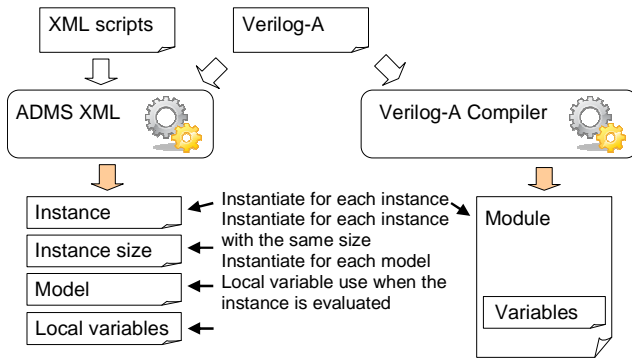 XML scripts
Verilog-A
ADMS XML
Verilog-A Compiler
Instance
Instance size
Model
Local variables
Instantiate for each instance
Instantiate for each instance
with the same size
Instantiate for each model
Local variable use when the
instance is evaluated
Module
Variables